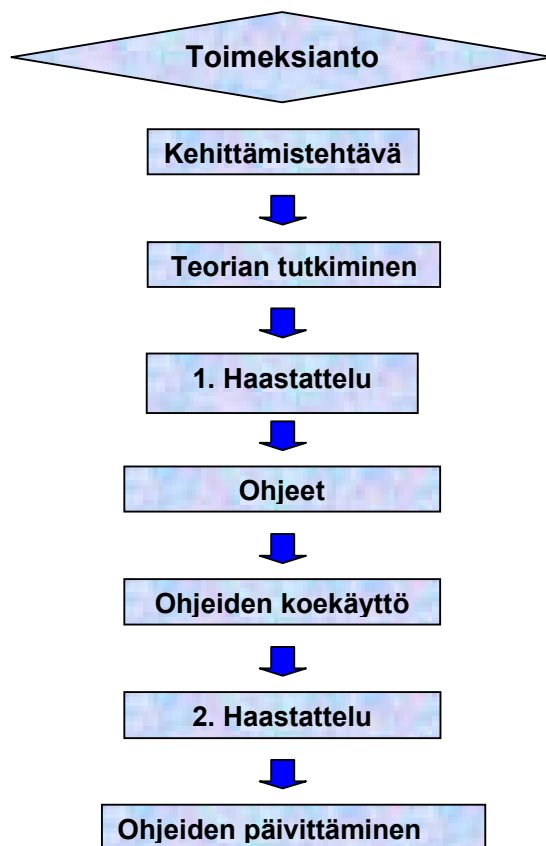 Toimeksianto
Kehittämistehtävä
Teorian tutkiminen
1. Haastattelu
Ohjeet
Ohjeiden koekäyttö
2. Haastattelu
Ohjeiden päivittäminen